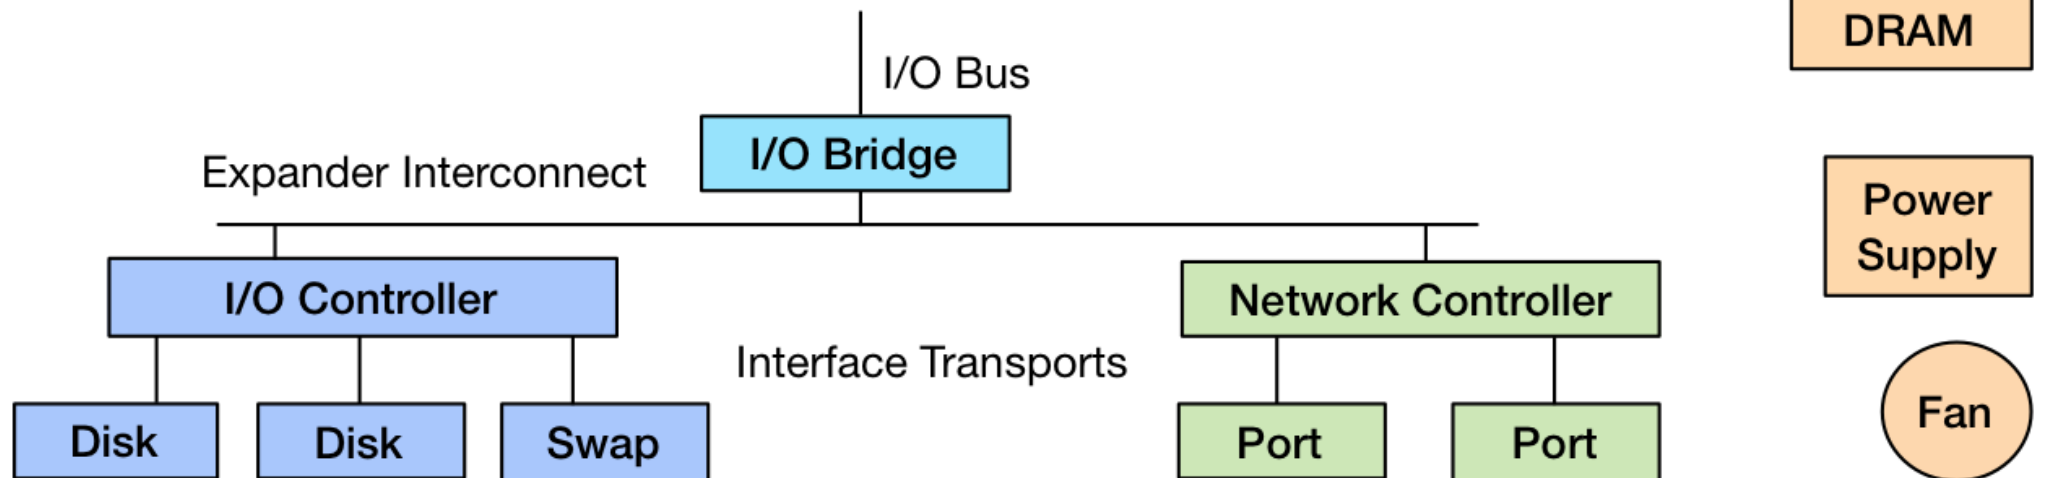 DRAM
I/O Bus
I/O Bridge
Expander Interconnect
Power
Supply
I/O Controller
Network Controller
Interface Transports
Fan
Disk
Disk
Swap
Port
Port